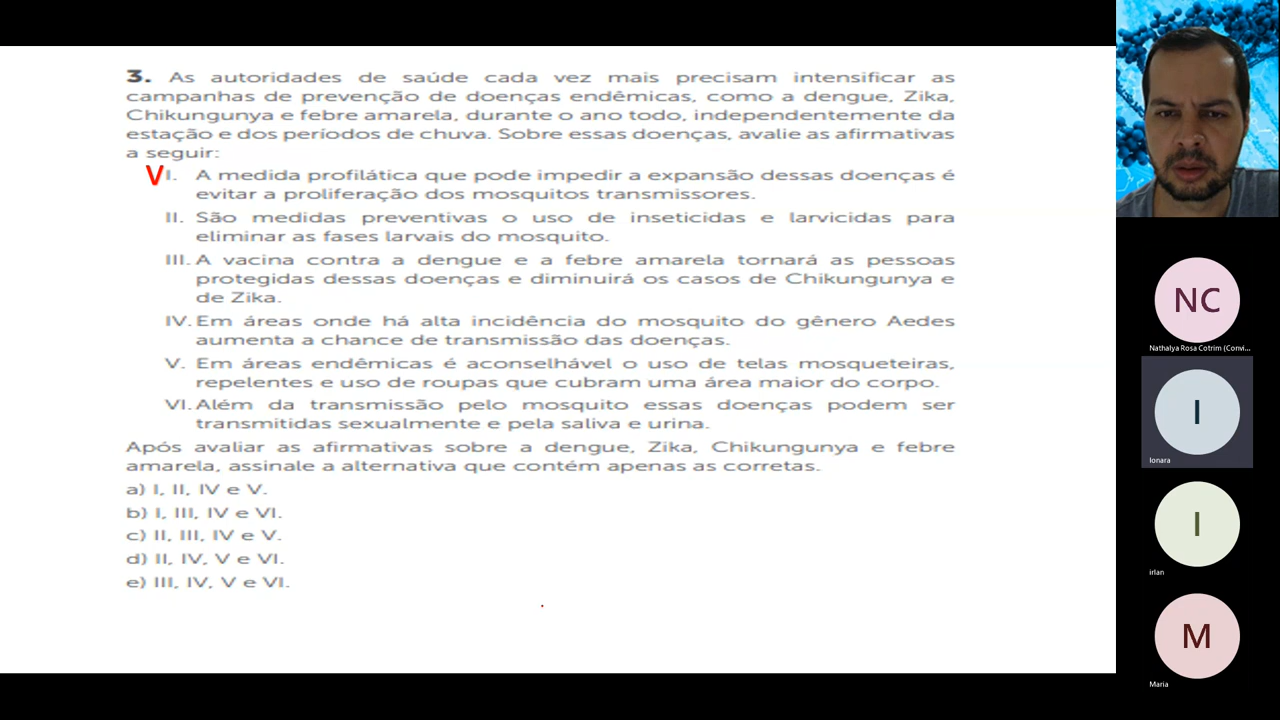 3. As autoridades de saúde cada vez mais precisam intensificar as
campanhas de prevenção de doenças endêmicas, como a dengue, Zika,
Chikungunya e febre amarela, durante o ano todo, independentemente da
estação e dos períodos de chuva. Sobre essas doenças, avalie as afirmativas
a seguir:
V I. A medida profilática que pode impedir a expansão dessas doenças é
evitar a proliferação dos mosquitos transmissores.
II. São medidas preventivas o uso de inseticidas e larvicidas para
eliminar as fases larvais do mosquito.
III. A vacina contra a dengue e a febre amarela tornará as pessoas
protegidas dessas doenças e diminuirá os casos de Chikungunya e
de Zika.
IV. Em áreas onde há alta incidência do mosquito do gênero Aedes
aumenta a chance de transmissão das doenças.
V. Em áreas endêmicas é aconselhável o uso de telas mosqueteiras,
repelentes e uso de roupas que cubram uma área maior do corpo.
VI. Além da transmissão pelo mosquito essas doenças podem ser
transmitidas sexualmente e pela saliva e urina.
Após avaliar as afirmativas sobre a dengue, Zika, Chikungunya e febre
amarela, assinale a alternativa que contém apenas as corretas.
a) I, II, IV e V.
b) I, III, IV e VI.
c) II, III, IV e V.
d) II, IV, V e VI.
e) III, IV, V e VI.
NC
Nathalya Rosa Cotrim (Convi...
I
Ionara
I
irlan
M
Maria